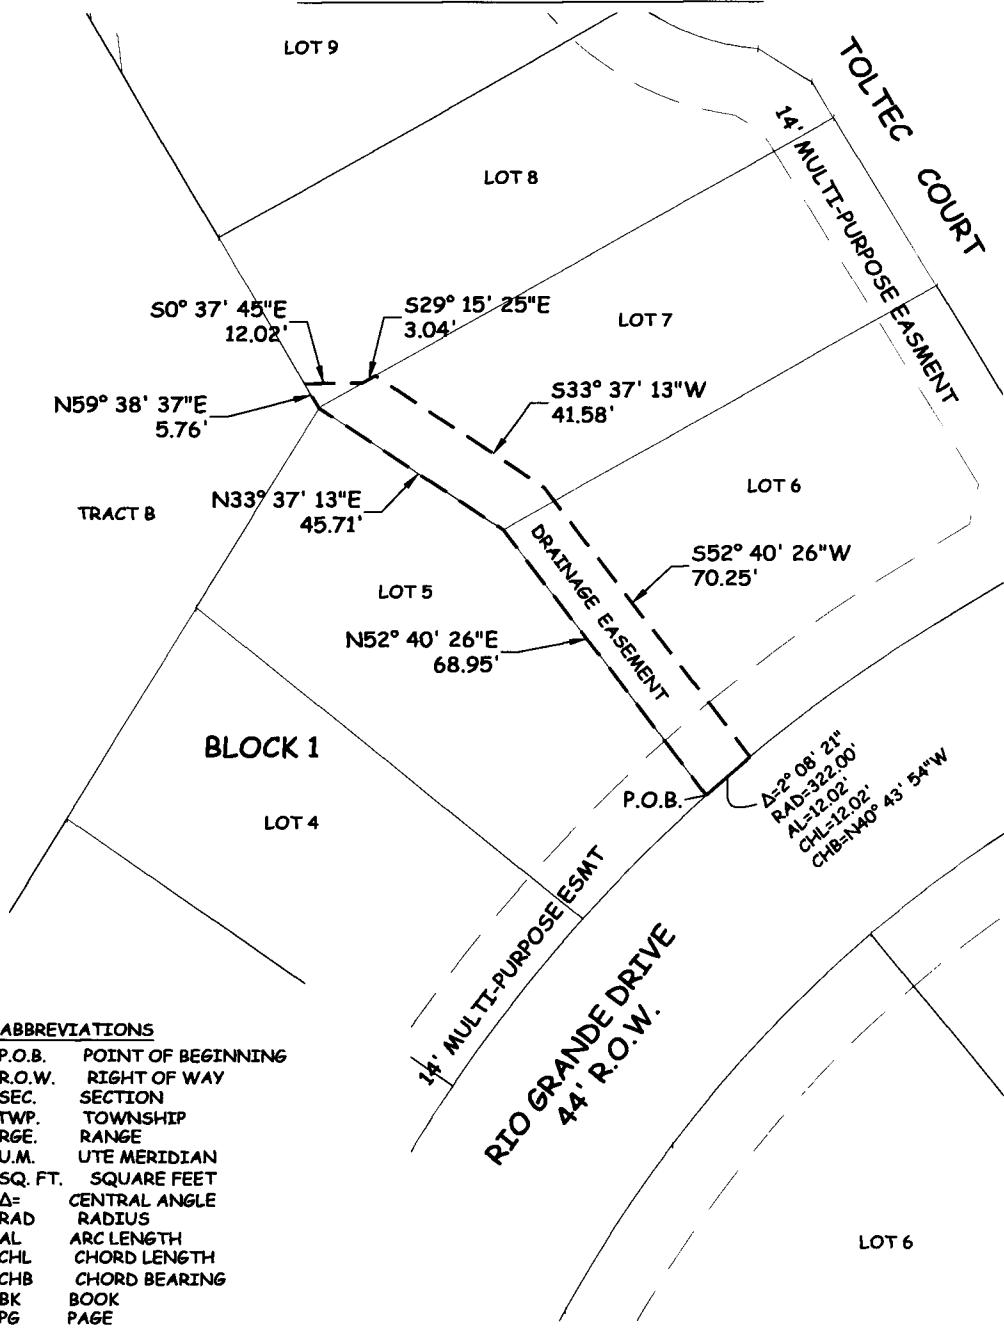 LOT 9
TOLTEC COURT
14' MULTI-PURPOSE EASMENT
LOT 8
S0° 37' 45"E
12.02'
S29° 15' 25"E
3.04'
LOT 7
N59° 38' 37"E
5.76'
S33° 37' 13"W
41.58'
LOT 6
TRACT B
N33° 37' 13"E
45.71'
DRAINAGE EASEMENT
S52° 40' 26"W
70.25'
LOT 5
N52° 40' 26"E
68.95'
BLOCK 1
P.O.B.
Δ=2° 08' 21"
RAD=322.00'
AL=12.02'
CHL=12.02'
CHB=N40° 43' 54"W
LOT 4
14' MULTI-PURPOSE ESMT
RIO GRANDE DRIVE
44' R.O.W.
LOT 6
ABBREVIATIONS
P.O.B. POINT OF BEGINNING
R.O.W. RIGHT OF WAY
SEC. SECTION
TWP. TOWNSHIP
RGE. RANGE
U.M. UTE MERIDIAN
SQ. FT. SQUARE FEET
Δ= CENTRAL ANGLE
RAD RADIUS
AL ARC LENGTH
CHL CHORD LENGTH
CHB CHORD BEARING
BK BOOK
PG PAGE